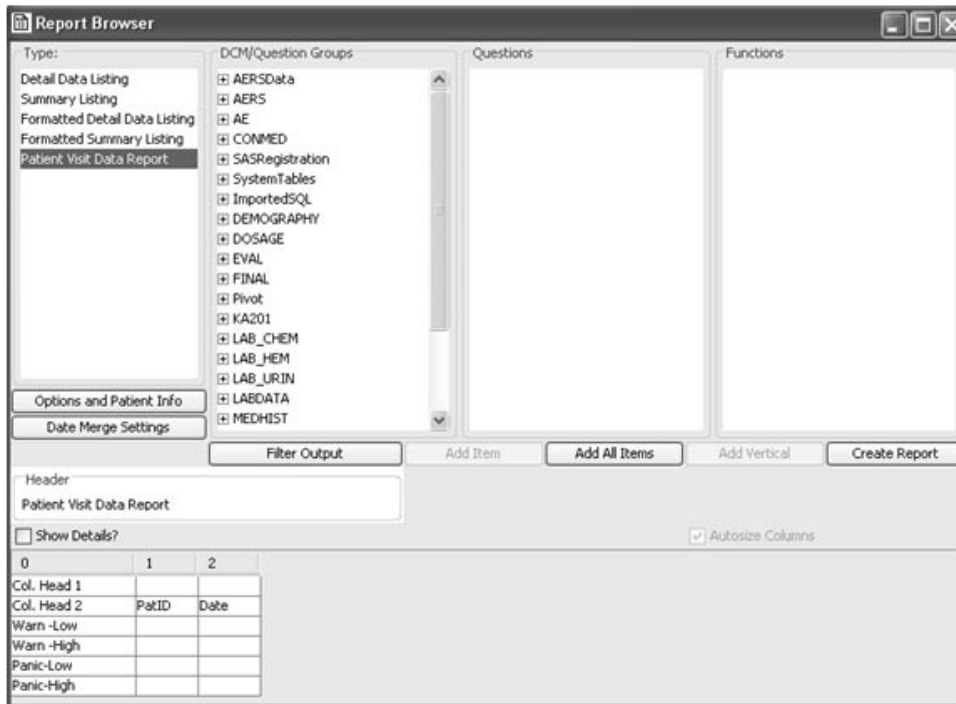 Report Browser
Type:
Detail Data Listing
Summary Listing
Formatted Detail Data Listing
Formatted Summary Listing
Patient Visit Data Report
Options and Patient Info
Date Merge Settings
DCM/Question Groups
AERSData
AERS
AE
CONMED
SASRegistration
SystemTables
ImportedSQL
DEMOGRAPHY
DOSAGE
EVAL
FINAL
Pivot
KA201
LAB_CHEM
LAB_HEM
LAB_URIN
LABDATA
MEDHIST
Questions
Functions
Filter Output
Add Item
Add All Items
Add Vertical
Create Report
Header
Patient Visit Data Report
Show Details?
Autosize Columns
0 1 2
Col. Head 1
Col. Head 2 PatID Date
Warn -Low
Warn -High
Panic-Low
Panic-High